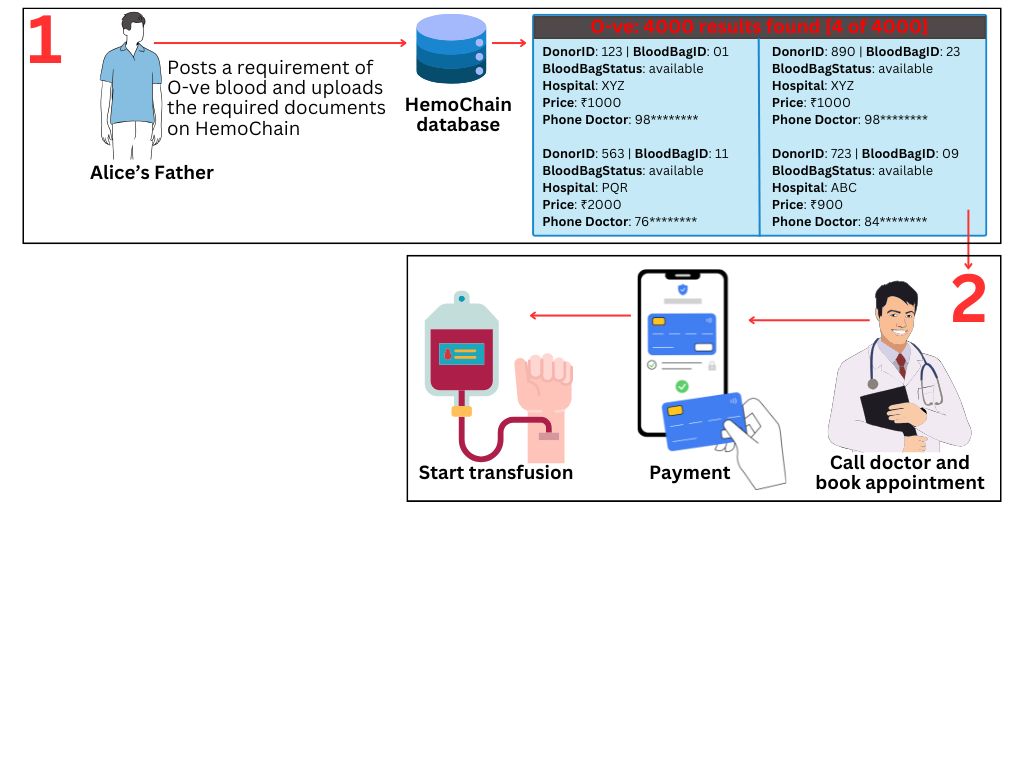 1
Posts a requirement of
O-ve blood and uploads
the required documents
on HemoChain
Alice's Father
HemoChain
database
O-ve: 4000 results found [4 of 4000]
DonorID: 123 | BloodBagID: 01
BloodBagStatus: available
Hospital: XYZ
Price: ₹1000
Phone Doctor: 98********
DonorID: 890 | BloodBagID: 23
BloodBagStatus: available
Hospital: XYZ
Price: ₹1000
Phone Doctor: 98********
DonorID: 563 | BloodBagID: 11
BloodBagStatus: available
Hospital: PQR
Price: ₹2000
Phone Doctor: 76********
DonorID: 723 | BloodBagID: 09
BloodBagStatus: available
Hospital: ABC
Price: ₹900
Phone Doctor: 84********
2
Start transfusion
Payment
Call doctor and
book appointment